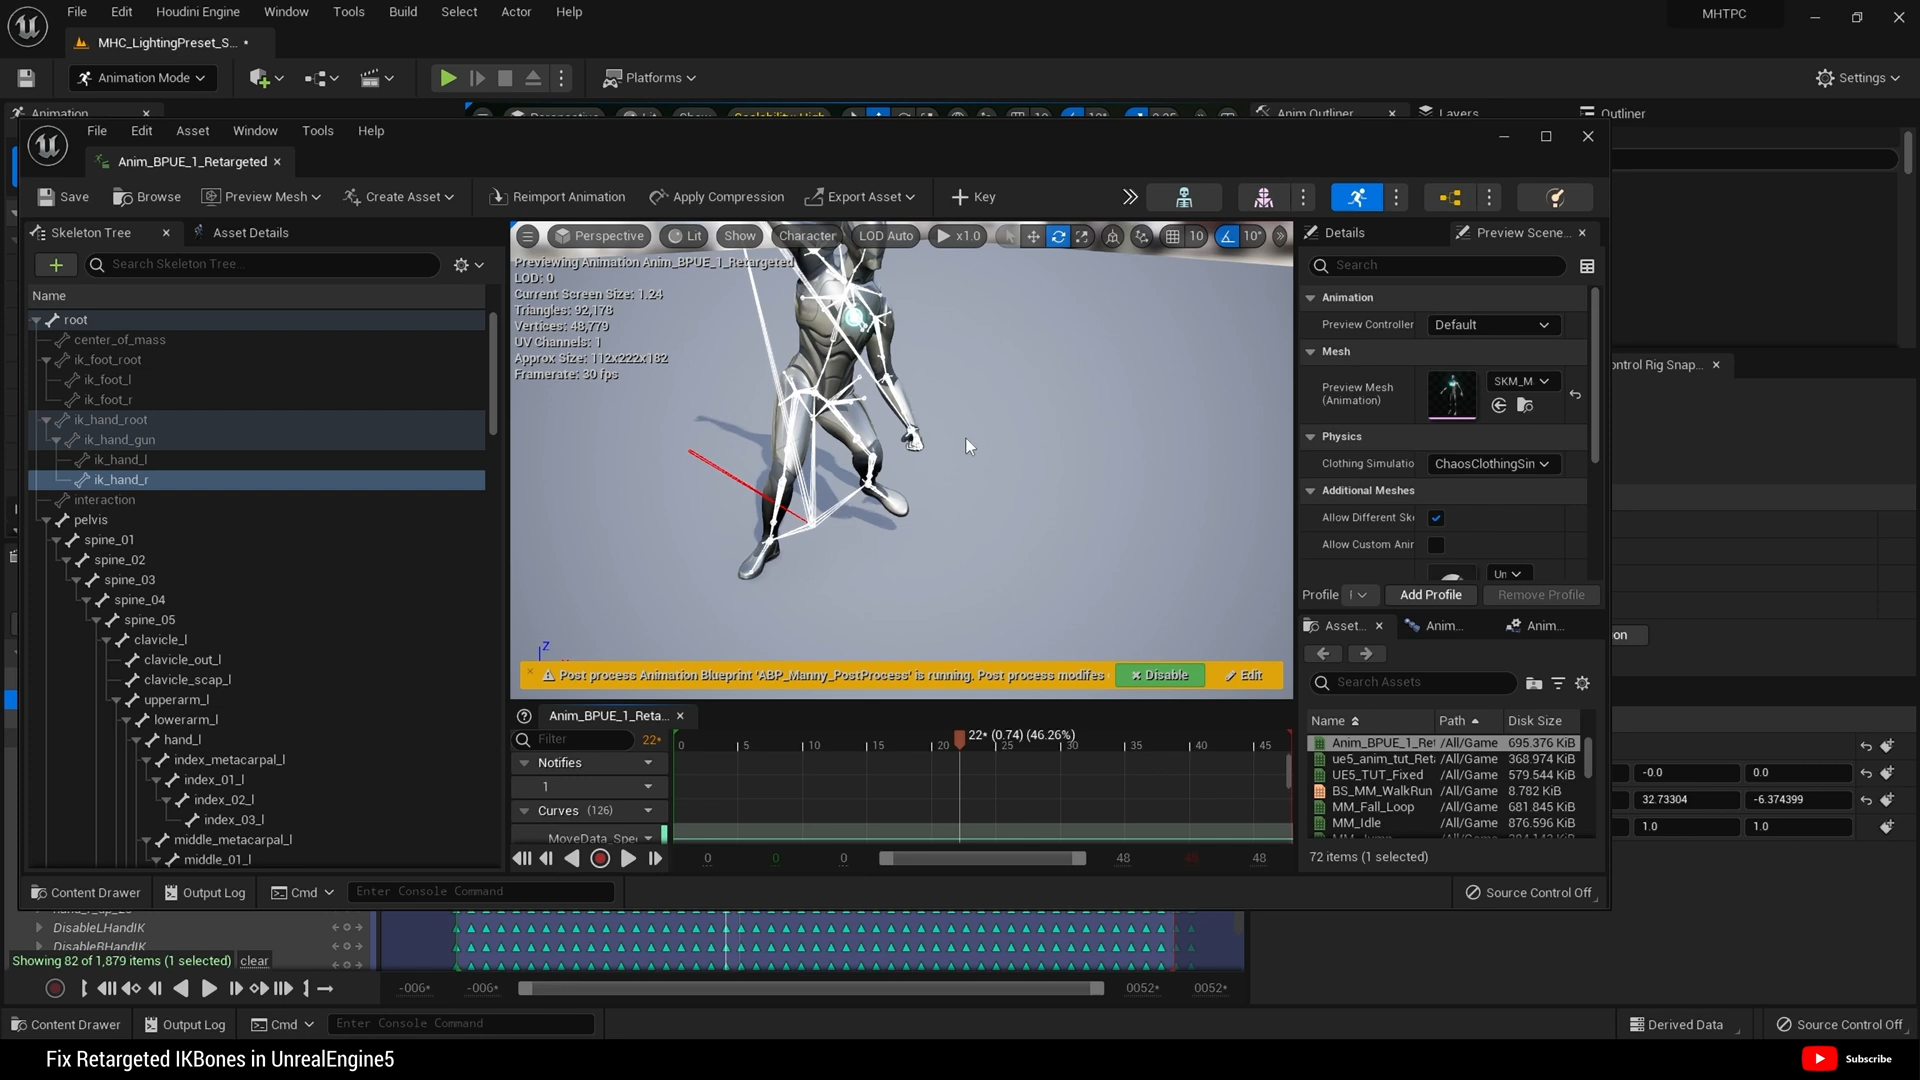 File Edit Houdini Engine Window Tools Build Select Actor Help
MHTPC
MHC_LightingPreset_S... •
Animation Mode
Platforms
Settings
Animation
Perspective Lit Show Scalability: High
Anim Outliner
Layers
Outliner
File Edit Asset Window Tools Help
Anim_BPUE_1_Retargeted
Save Browse Preview Mesh Create Asset Reimport Animation Apply Compression Export Asset Key
Skeleton Tree Asset Details
Search Skeleton Tree...
Name
root
center_of_mass
ik_foot_root
ik_foot_l
ik_foot_r
ik_hand_root
ik_hand_gun
ik_hand_l
ik_hand_r
interaction
pelvis
spine_01
spine_02
spine_03
spine_04
spine_05
clavicle_l
clavicle_out_l
clavicle_scap_l
upperarm_l
lowerarm_l
hand_l
index_metacarpal_l
index_01_l
index_02_l
index_03_l
middle_metacarpal_l
middle_01_l
Perspective Lit Show Character LOD Auto x1.0 10 10°
Previewing Animation Anim_BPUE_1_Retargeted
LOD: 0
Current Screen Size: 1.24
Triangles: 92,178
Vertices: 48,779
UV Channels: 1
Approx Size: 112x222x182
Framerate: 30 fps
Z
Post process Animation Blueprint 'ABP_Manny_PostProcess' is running. Post process modifes
Disable Edit
Anim_BPUE_1_Reta...
Filter 22*
Notifies
1
Curves (126)
MoveData_Spe
0 5 10 15 20 25 30 35 40 45
22* (0.74) (46.26%)
0 0 0 48 48 48
Details Preview Scene...
Search
Animation
Preview Controller Default
Mesh
Preview Mesh
(Animation)
SKM_M
Physics
Clothing Simulatio ChaosClothingSin
Additional Meshes
Allow Different Ske
Allow Custom Anir
Un
Profile Add Profile Remove Profile
Asset... Anim... Anim...
Search Assets
Name Path Disk Size
Anim_BPUE_1_Ret /All/Game 695.376 KiB
ue5_anim_tut_Reta /All/Game 368.974 KiB
UE5_TUT_Fixed /All/Game 579.544 KiB
BS_MM_WalkRun /All/Game 8.782 KiB
MM_Fall_Loop /All/Game 681.845 KiB
MM_Idle /All/Game 876.596 KiB
72 items (1 selected)
ontrol Rig Snap...
on
-0.0 0.0
32.73304 -6.374399
1.0 1.0
Content Drawer Output Log Cmd Enter Console Command
Source Control Off
DisableLHandIK
DisableRHandIK
Showing 82 of 1,879 items (1 selected) clear
-006* -006* 0052* 0052*
Content Drawer Output Log Cmd Enter Console Command
Derived Data Source Control Off
Fix Retargeted IKBones in UnrealEngine5
Subscribe